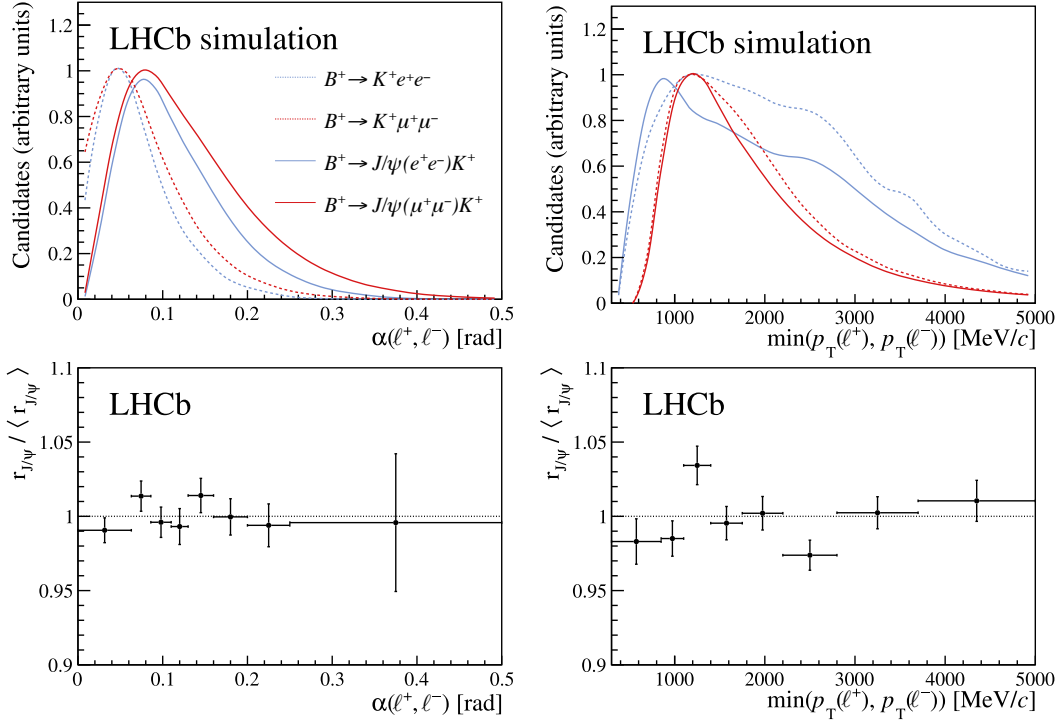 LHCb simulation
Candidates (arbitrary units)
1.2
1
0.8
0.6
0.4
0.2
0
B⁺→ K⁺e⁺e⁻
B⁺→ K⁺μ⁺μ⁻
B⁺→ J/ψ(e⁺e⁻)K⁺
B⁺→ J/ψ(μ⁺μ⁻)K⁺
0 0.1 0.2 0.3 0.4 0.5
α(ℓ⁺, ℓ⁻) [rad]
LHCb simulation
Candidates (arbitrary units)
1.2
1
0.8
0.6
0.4
0.2
0
1000 2000 3000 4000 5000
min(p_T(ℓ⁺), p_T(ℓ⁻)) [MeV/c]
LHCb
r_J/ψ / ⟨ r_J/ψ ⟩
1.1
1.05
1
0.95
0.9
0 0.1 0.2 0.3 0.4 0.5
α(ℓ⁺, ℓ⁻) [rad]
LHCb
r_J/ψ / ⟨ r_J/ψ ⟩
1.1
1.05
1
0.95
0.9
1000 2000 3000 4000 5000
min(p_T(ℓ⁺), p_T(ℓ⁻)) [MeV/c]